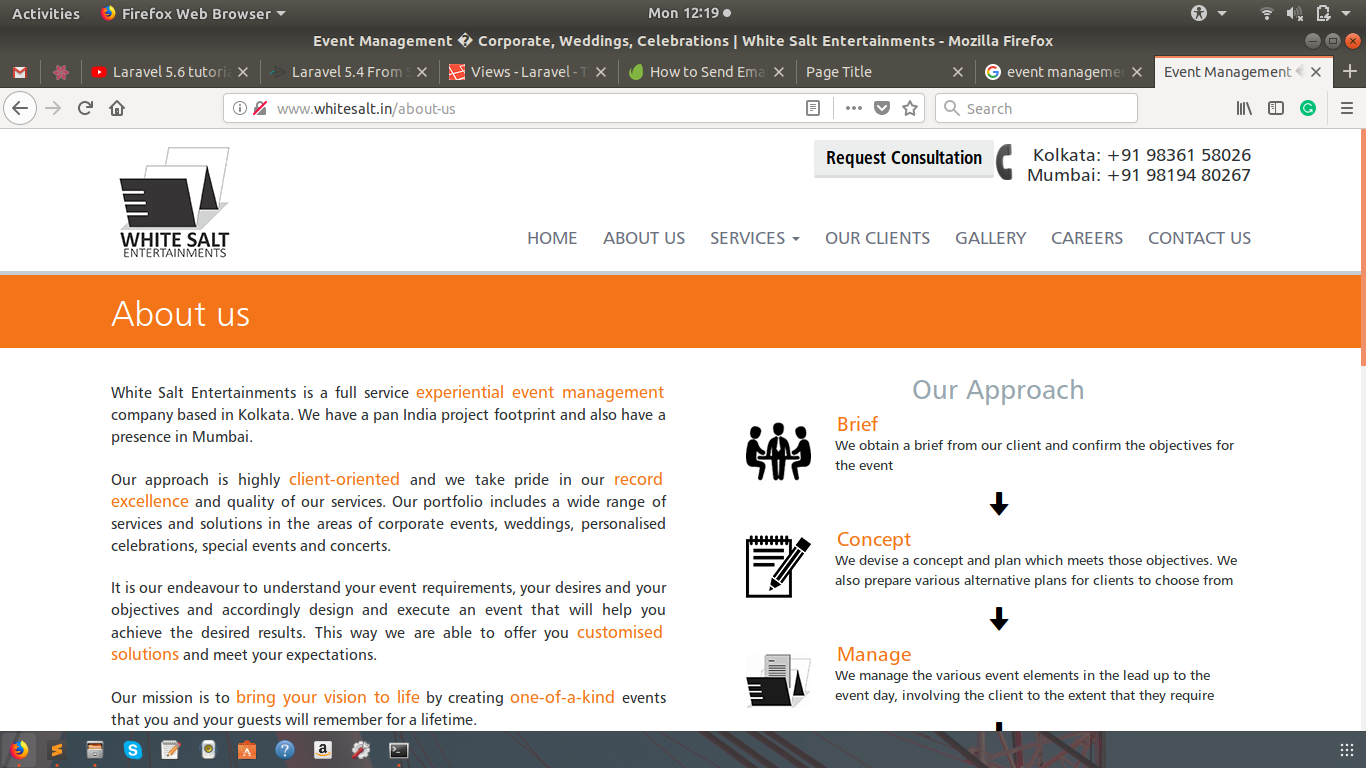 Activities Firefox Web Browser Mon 12:19
Event Management � Corporate, Weddings, Celebrations | White Salt Entertainments - Mozilla Firefox
Laravel 5.6 tutoria Laravel 5.4 From S Views - Laravel - T How to Send Ema Page Title event managemen Event Management �
www.whitesalt.in/about-us Search
Request Consultation
Kolkata: +91 98361 58026
Mumbai: +91 98194 80267
WHITE SALT
ENTERTAINMENTS
HOME ABOUT US SERVICES OUR CLIENTS GALLERY CAREERS CONTACT US
About us
White Salt Entertainments is a full service experiential event management
company based in Kolkata. We have a pan India project footprint and also have a
presence in Mumbai.
Our approach is highly client-oriented and we take pride in our record
excellence and quality of our services. Our portfolio includes a wide range of
services and solutions in the areas of corporate events, weddings, personalised
celebrations, special events and concerts.
It is our endeavour to understand your event requirements, your desires and your
objectives and accordingly design and execute an event that will help you
achieve the desired results. This way we are able to offer you customised
solutions and meet your expectations.
Our mission is to bring your vision to life by creating one-of-a-kind events
that you and your guests will remember for a lifetime.
Our Approach
Brief
We obtain a brief from our client and confirm the objectives for
the event
Concept
We devise a concept and plan which meets those objectives. We
also prepare various alternative plans for clients to choose from
Manage
We manage the various event elements in the lead up to the
event day, involving the client to the extent that they require